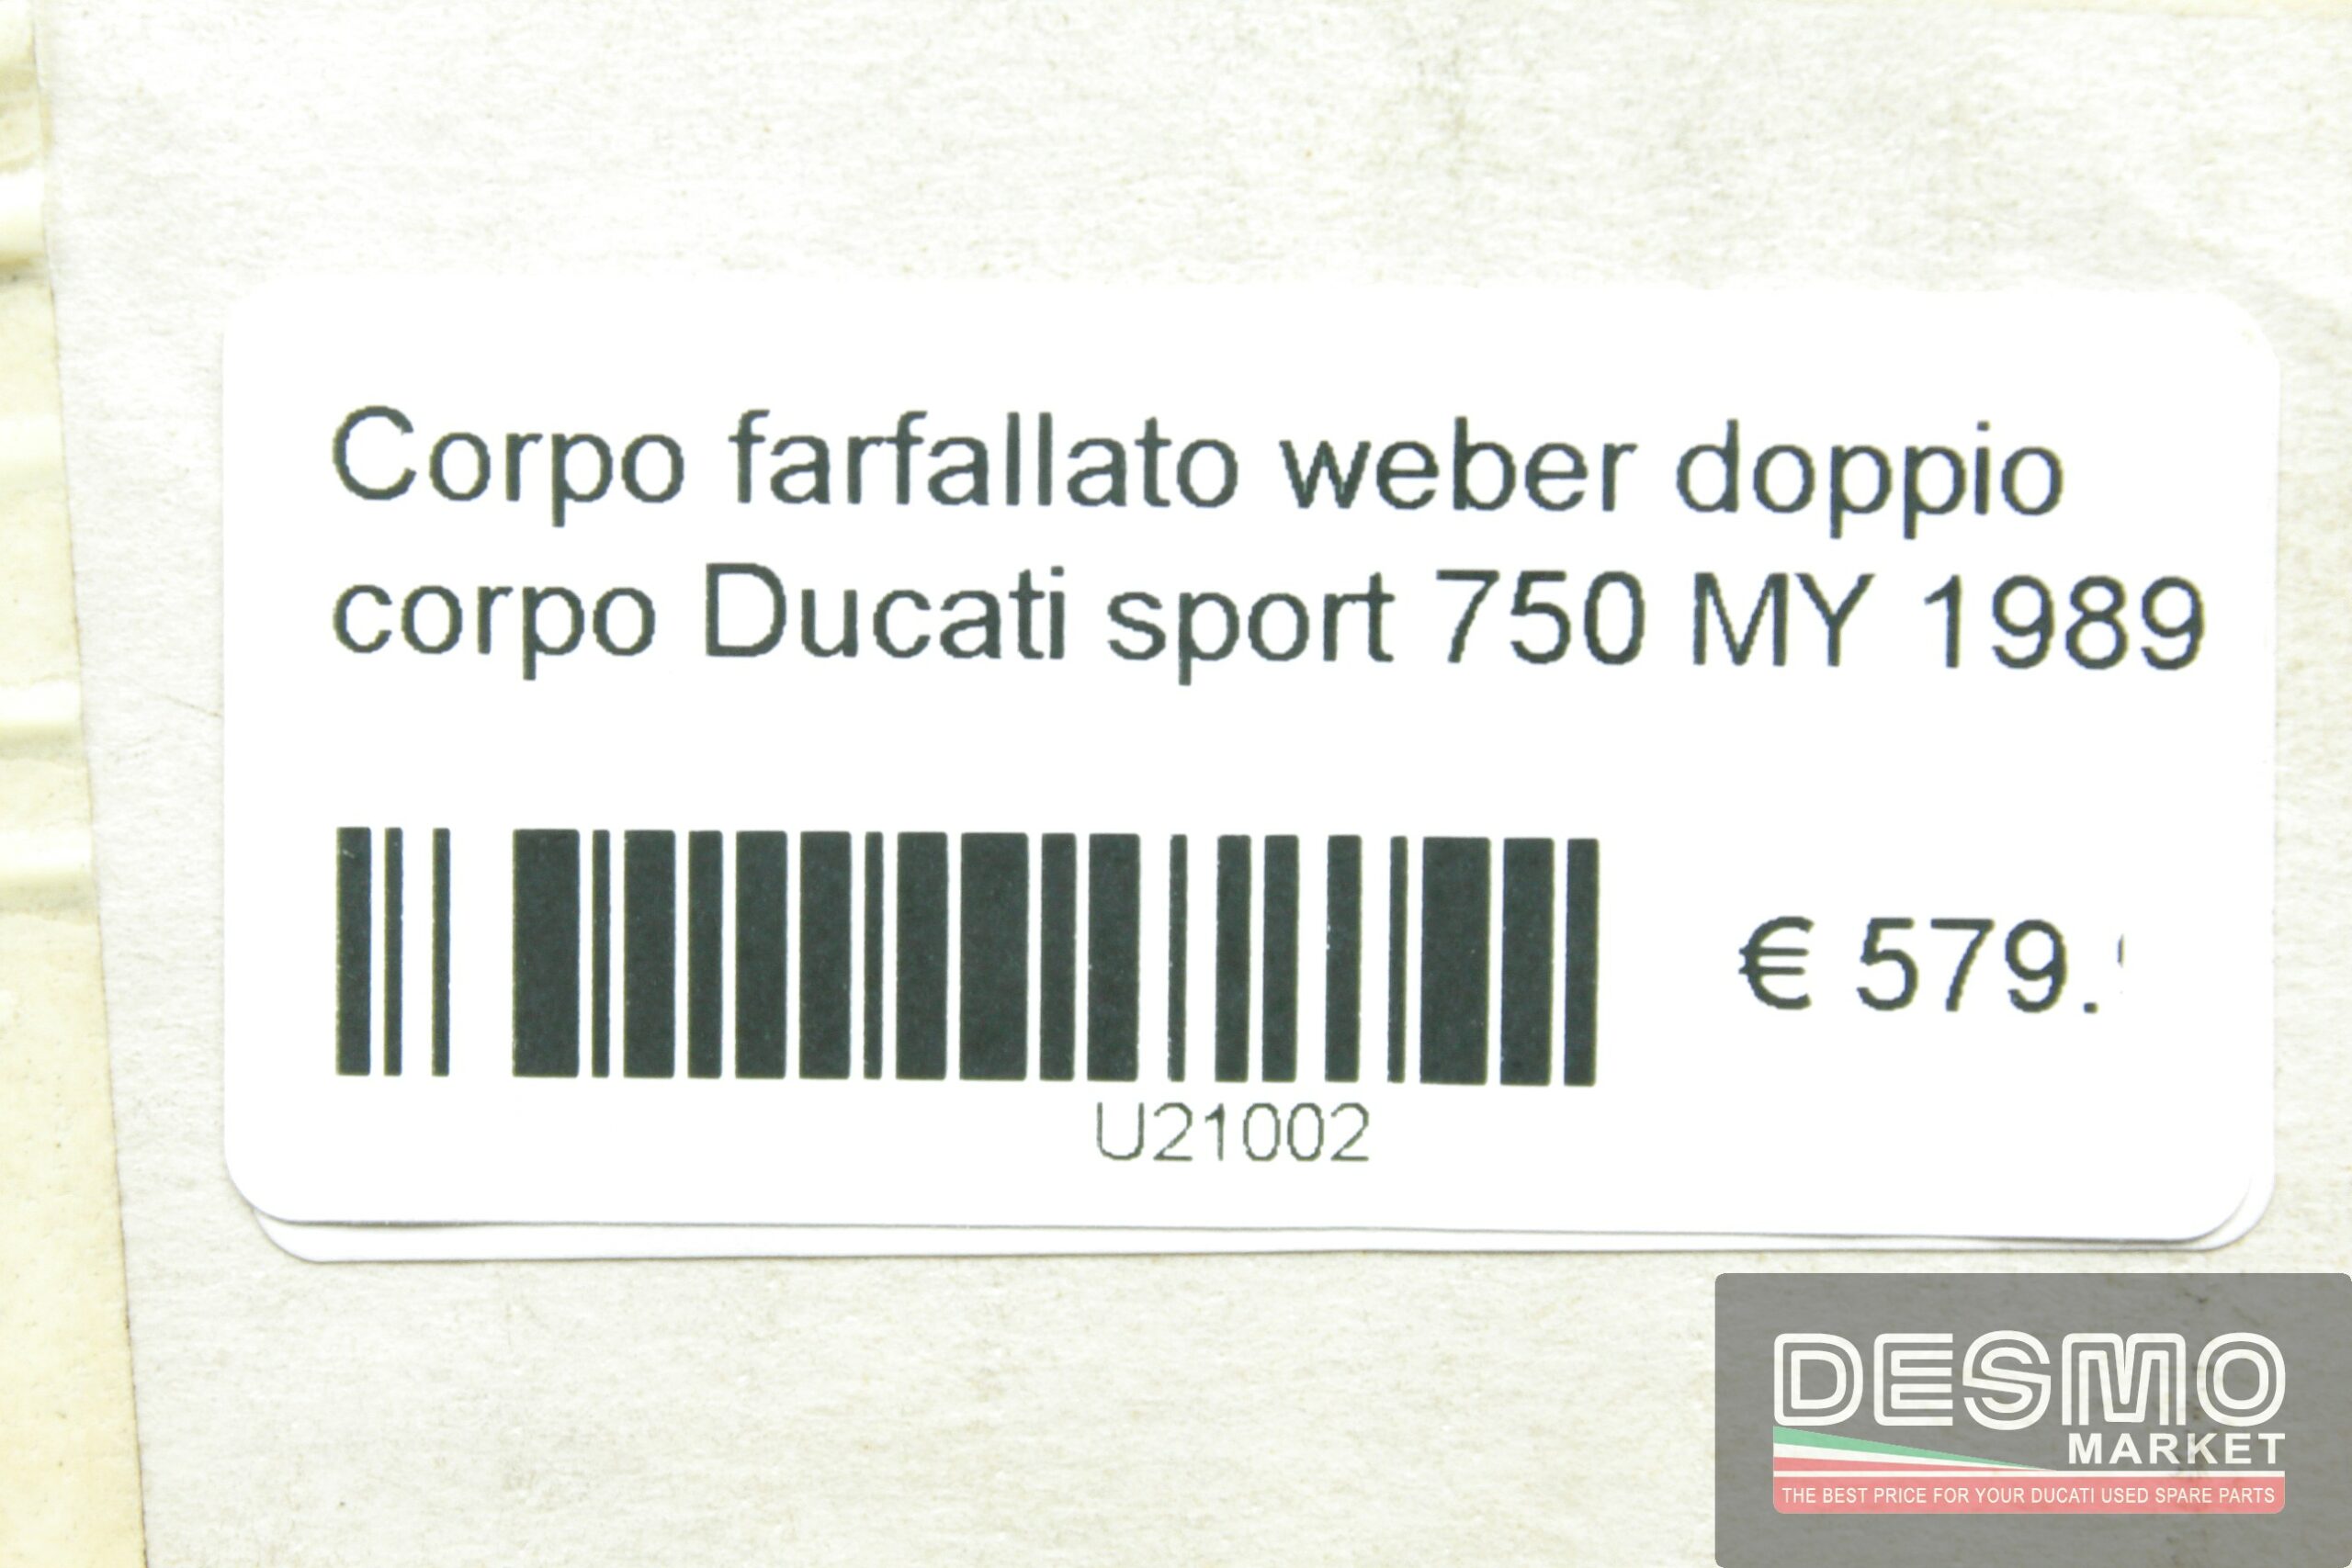 Corpo farfallato weber doppio
corpo Ducati sport 750 MY 1989
€ 579.
U21002
DESMO
MARKET
THE BEST PRICE FOR YOUR DUCATI USED SPARE PARTS